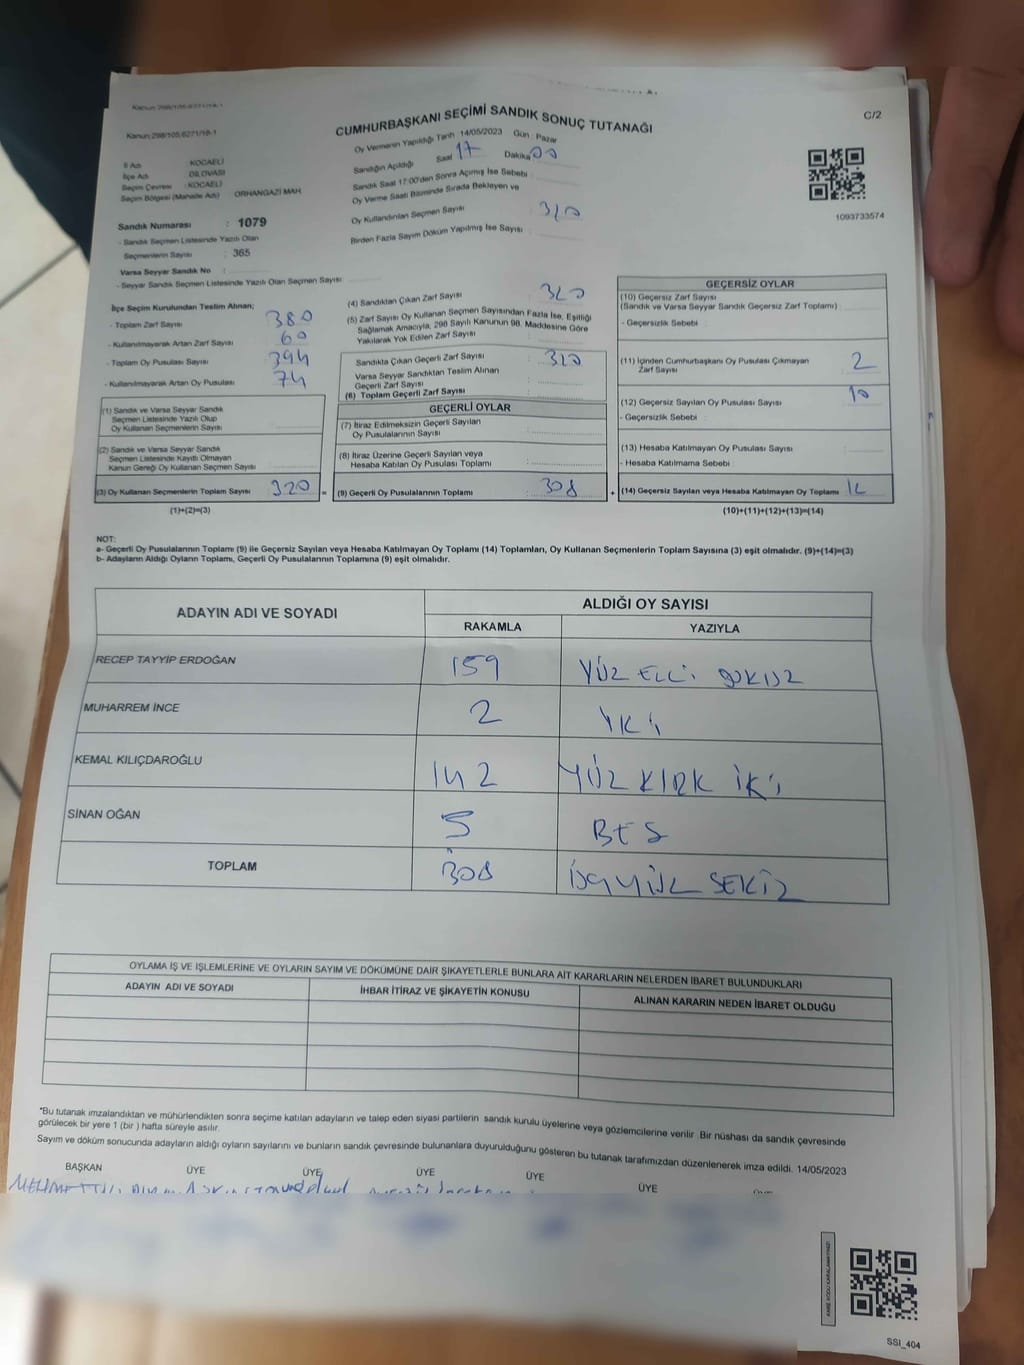 CUMHURBAŞKANI SEÇİMİ SANDIK SONUÇ TUTANAĞI
C/2
Kanun:298/105,6271/18-1
Oy Vermenin Yapıldığı Tarih :14/05/2023 Gün : Pazar
İl Adı : KOCAELİ
İlçe Adı : DİLOVASI
Seçim Çevresi : KOCAELİ
Seçim Bölgesi (Mahalle Adı) : ORHANGAZİ MAH
Sandığın Açıldığı Saat 17 Dakika 00
Sandık Saat 17:00'den Sonra Açılmış İse Sebebi :
Oy Verme Saati Bitiminde Sırada Bekleyen ve
Oy Kullandırılan Seçmen Sayısı :
Birden Fazla Sayım Döküm Yapılmış İse Sayısı :
1093733574
Sandık Numarası : 1079
- Sandık Seçmen Listesinde Yazılı Olan
Seçmenlerin Sayısı : 365
Varsa Seyyar Sandık No :
- Seyyar Sandık Seçmen Listesinde Yazılı Olan Seçmen Sayısı :
İlçe Seçim Kurulundan Teslim Alınan;
- Toplam Zarf Sayısı : 380
- Kullanılmayarak Artan Zarf Sayısı : 60
- Toplam Oy Pusulası Sayısı : 394
- Kullanılmayarak Artan Oy Pusulası : 74
(1) Sandık ve Varsa Seyyar Sandık
Seçmen Listesinde Yazılı Olup
Oy Kullanan Seçmenlerin Sayısı :
(2) Sandık ve Varsa Seyyar Sandık
Seçmen Listesinde Kayıtlı Olmayan
Kanun Gereği Oy Kullanan Seçmen Sayısı :
(3) Oy Kullanan Seçmenlerin Toplam Sayısı : 320
(1)+(2)=(3)
(4) Sandıktan Çıkan Zarf Sayısı : 320
(5) Zarf Sayısı Oy Kullanan Seçmen Sayısından Fazla İse, Eşitliği
Sağlamak Amacıyla, 298 Sayılı Kanunun 98. Maddesine Göre
Yakılarak Yok Edilen Zarf Sayısı :
Sandıkta Çıkan Geçerli Zarf Sayısı : 320
Varsa Seyyar Sandıktan Teslim Alınan
Geçerli Zarf Sayısı :
(6) Toplam Geçerli Zarf Sayısı :
GEÇERLİ OYLAR
(7) İtiraz Edilmeksizin Geçerli Sayılan
Oy Pusulalarının Sayısı :
(8) İtiraz Üzerine Geçerli Sayılan veya
Hesaba Katılan Oy Pusulası Toplamı :
= (9) Geçerli Oy Pusulalarının Toplamı : 308
GEÇERSİZ OYLAR
(10) Geçersiz Zarf Sayısı
(Sandık ve Varsa Seyyar Sandık Geçersiz Zarf Toplamı) :
- Geçersizlik Sebebi :
(11) İçinden Cumhurbaşkanı Oy Pusulası Çıkmayan
Zarf Sayısı : 2
(12) Geçersiz Sayılan Oy Pusulası Sayısı : 10
- Geçersizlik Sebebi :
(13) Hesaba Katılmayan Oy Pusulası Sayısı :
- Hesaba Katılmama Sebebi
+ (14) Geçersiz Sayılan veya Hesaba Katılmayan Oy Toplamı : 12
(10)+(11)+(12)+(13)=(14)
NOT:
a- Geçerli Oy Pusulalarının Toplamı (9) ile Geçersiz Sayılan veya Hesaba Katılmayan Oy Toplamı (14) Toplamları, Oy Kullanan Seçmenlerin Toplam Sayısına (3) eşit olmalıdır. (9)+(14)=(3)
b- Adayların Aldığı Oyların Toplamı, Geçerli Oy Pusulalarının Toplamına (9) eşit olmalıdır.
ADAYIN ADI VE SOYADI ALDIĞI OY SAYISI
RAKAMLA YAZIYLA
RECEP TAYYİP ERDOĞAN 159 YÜZ ELLİ DOKUZ
MUHARREM İNCE 2 İKİ
KEMAL KILIÇDAROĞLU 142 YÜZ KIRK İKİ
SİNAN OĞAN 5 BEŞ
TOPLAM 308 ÜÇYÜZ SEKİZ
OYLAMA İŞ VE İŞLEMLERİNE VE OYLARIN SAYIM VE DÖKÜMÜNE DAİR ŞİKAYETLERLE BUNLARA AİT KARARLARIN NELERDEN İBARET BULUNDUKLARI
ADAYIN ADI VE SOYADI İHBAR İTİRAZ VE ŞİKAYETİN KONUSU ALINAN KARARIN NEDEN İBARET OLDUĞU
*Bu tutanak imzalandıktan ve mühürlendikten sonra seçime katılan adayların ve talep eden siyasi partilerin sandık kurulu üyelerine veya gözlemcilerine verilir Bir nüshası da sandık çevresinde
görülecek bir yere 1 (bir ) hafta süreyle asılır.
Sayım ve döküm sonucunda adayların aldığı oyların sayılarını ve bunların sandık çevresinde bulunanlara duyurulduğunu gösteren bu tutanak tarafımızdan düzenlenerek imza edildi. 14/05/2023
BAŞKAN ÜYE ÜYE ÜYE ÜYE ÜYE
SSI_404